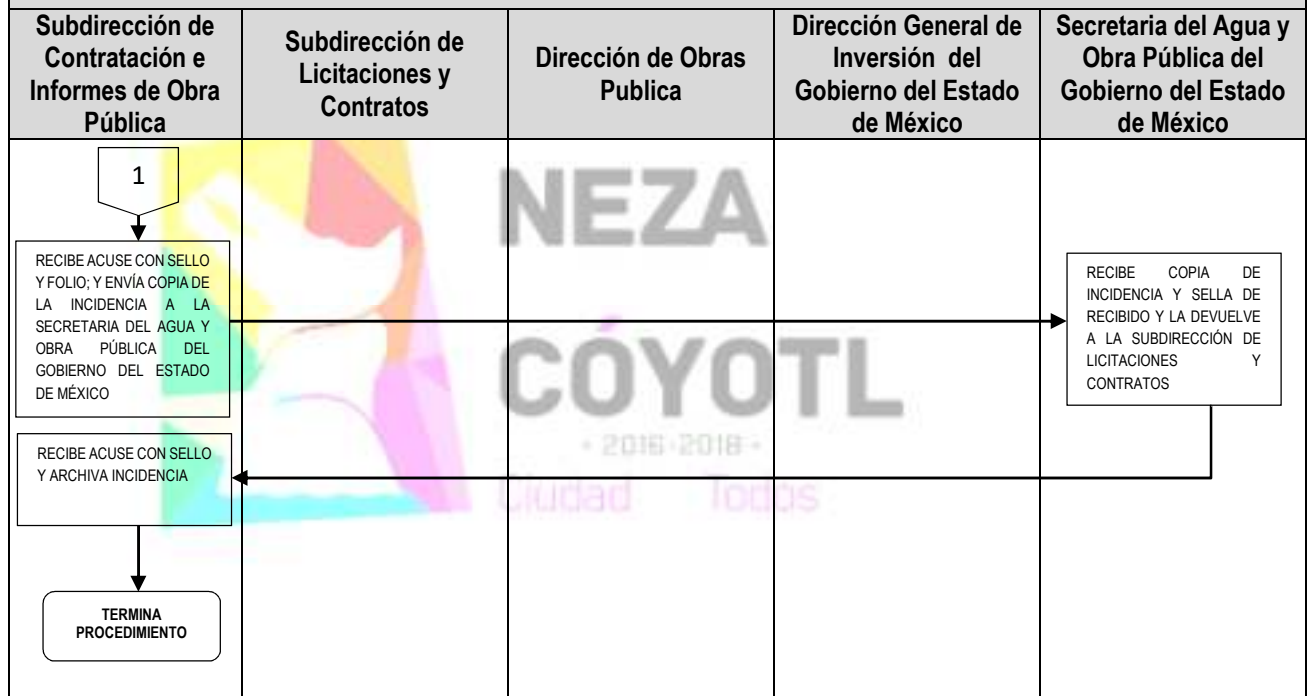 Subdirección de
Contratación e
Informes de Obra
Pública
Subdirección de
Licitaciones y
Contratos
Dirección de Obras
Publica
Dirección General de
Inversión del
Gobierno del Estado
de México
Secretaria del Agua y
Obra Pública del
Gobierno del Estado
de México
1
RECIBE ACUSE CON SELLO
Y FOLIO; Y ENVÍA COPIA DE
LA INCIDENCIA A LA
SECRETARIA DEL AGUA Y
OBRA PÚBLICA DEL
GOBIERNO DEL ESTADO
DE MÉXICO
RECIBE COPIA DE
INCIDENCIA Y SELLA DE
RECIBIDO Y LA DEVUELVE
A LA SUBDIRECCIÓN DE
LICITACIONES Y
CONTRATOS
RECIBE ACUSE CON SELLO
Y ARCHIVA INCIDENCIA
TERMINA
PROCEDIMIENTO
NEZA
CÓYOTL
- 2016-2018 -
Ciudad Todos